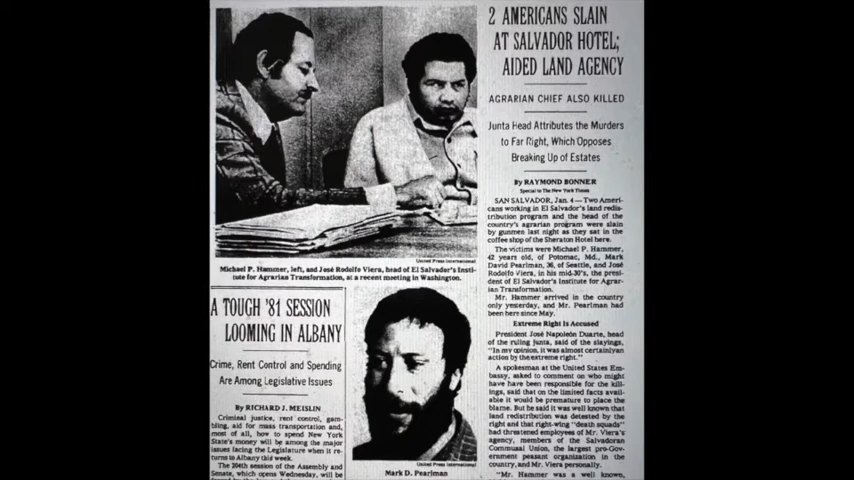 2 AMERICANS SLAIN
AT SALVADOR HOTEL;
AIDED LAND AGENCY
AGRARIAN CHIEF ALSO KILLED
Junta Head Attributes the Murders
to Far Right, Which Opposes
Breaking Up of Estates
By RAYMOND BONNER
Special to The New York Times
SAN SALVADOR, Jan. 4 — Two Ameri-
cans working in El Salvador's land redis-
tribution program and the head of the
country's agrarian program were slain
by gunmen last night as they sat in the
coffee shop of the Sheraton Hotel here.
The victims were Michael P. Hammer,
42 years old, of Potomac, Md., Mark
David Pearlman, 36, of Seattle, and José
Rodolfo Viera, in his mid-30's, the presi-
dent of El Salvador's Institute for Agrar-
ian Transformation.
Mr. Hammer arrived in the country
only yesterday, and Mr. Pearlman had
been here since May.
Extreme Right Is Accused
President José Napoleón Duarte, head
of the ruling junta, said of the slayings,
"In my opinion, it was almost certainly an
action by the extreme right."
A spokesman at the United States Em-
bassy, asked to comment on who might
have been responsible for the kill-
ings, said that on the limited facts avail-
able it would be premature to place the
blame. But he said it was well known that
land redistribution was detested by the
right and that right-wing "death squads"
had threatened employees of Mr. Viera's
agency, members of the Salvadoran
Communal Union, the largest pro-Gov-
ernment peasant organization in the
country, and Mr. Viera personally.
"Mr. Hammer was a well known,
United Press International
Michael P. Hammer, left, and José Rodolfo Viera, head of El Salvador's Insti-
tute for Agrarian Transformation, at a recent meeting in Washington.
A TOUGH '81 SESSION
LOOMING IN ALBANY
Crime, Rent Control and Spending
Are Among Legislative Issues
By RICHARD J. MEISLIN
Criminal justice, rent control, gam-
bling, aid for mass transportation and,
most of all, how to spend New York
State's money will be among the major
issues facing the Legislature when it re-
turns to Albany this week.
The 204th session of the Assembly and
Senate, which opens Wednesday, will be
United Press International
Mark D. Pearlman